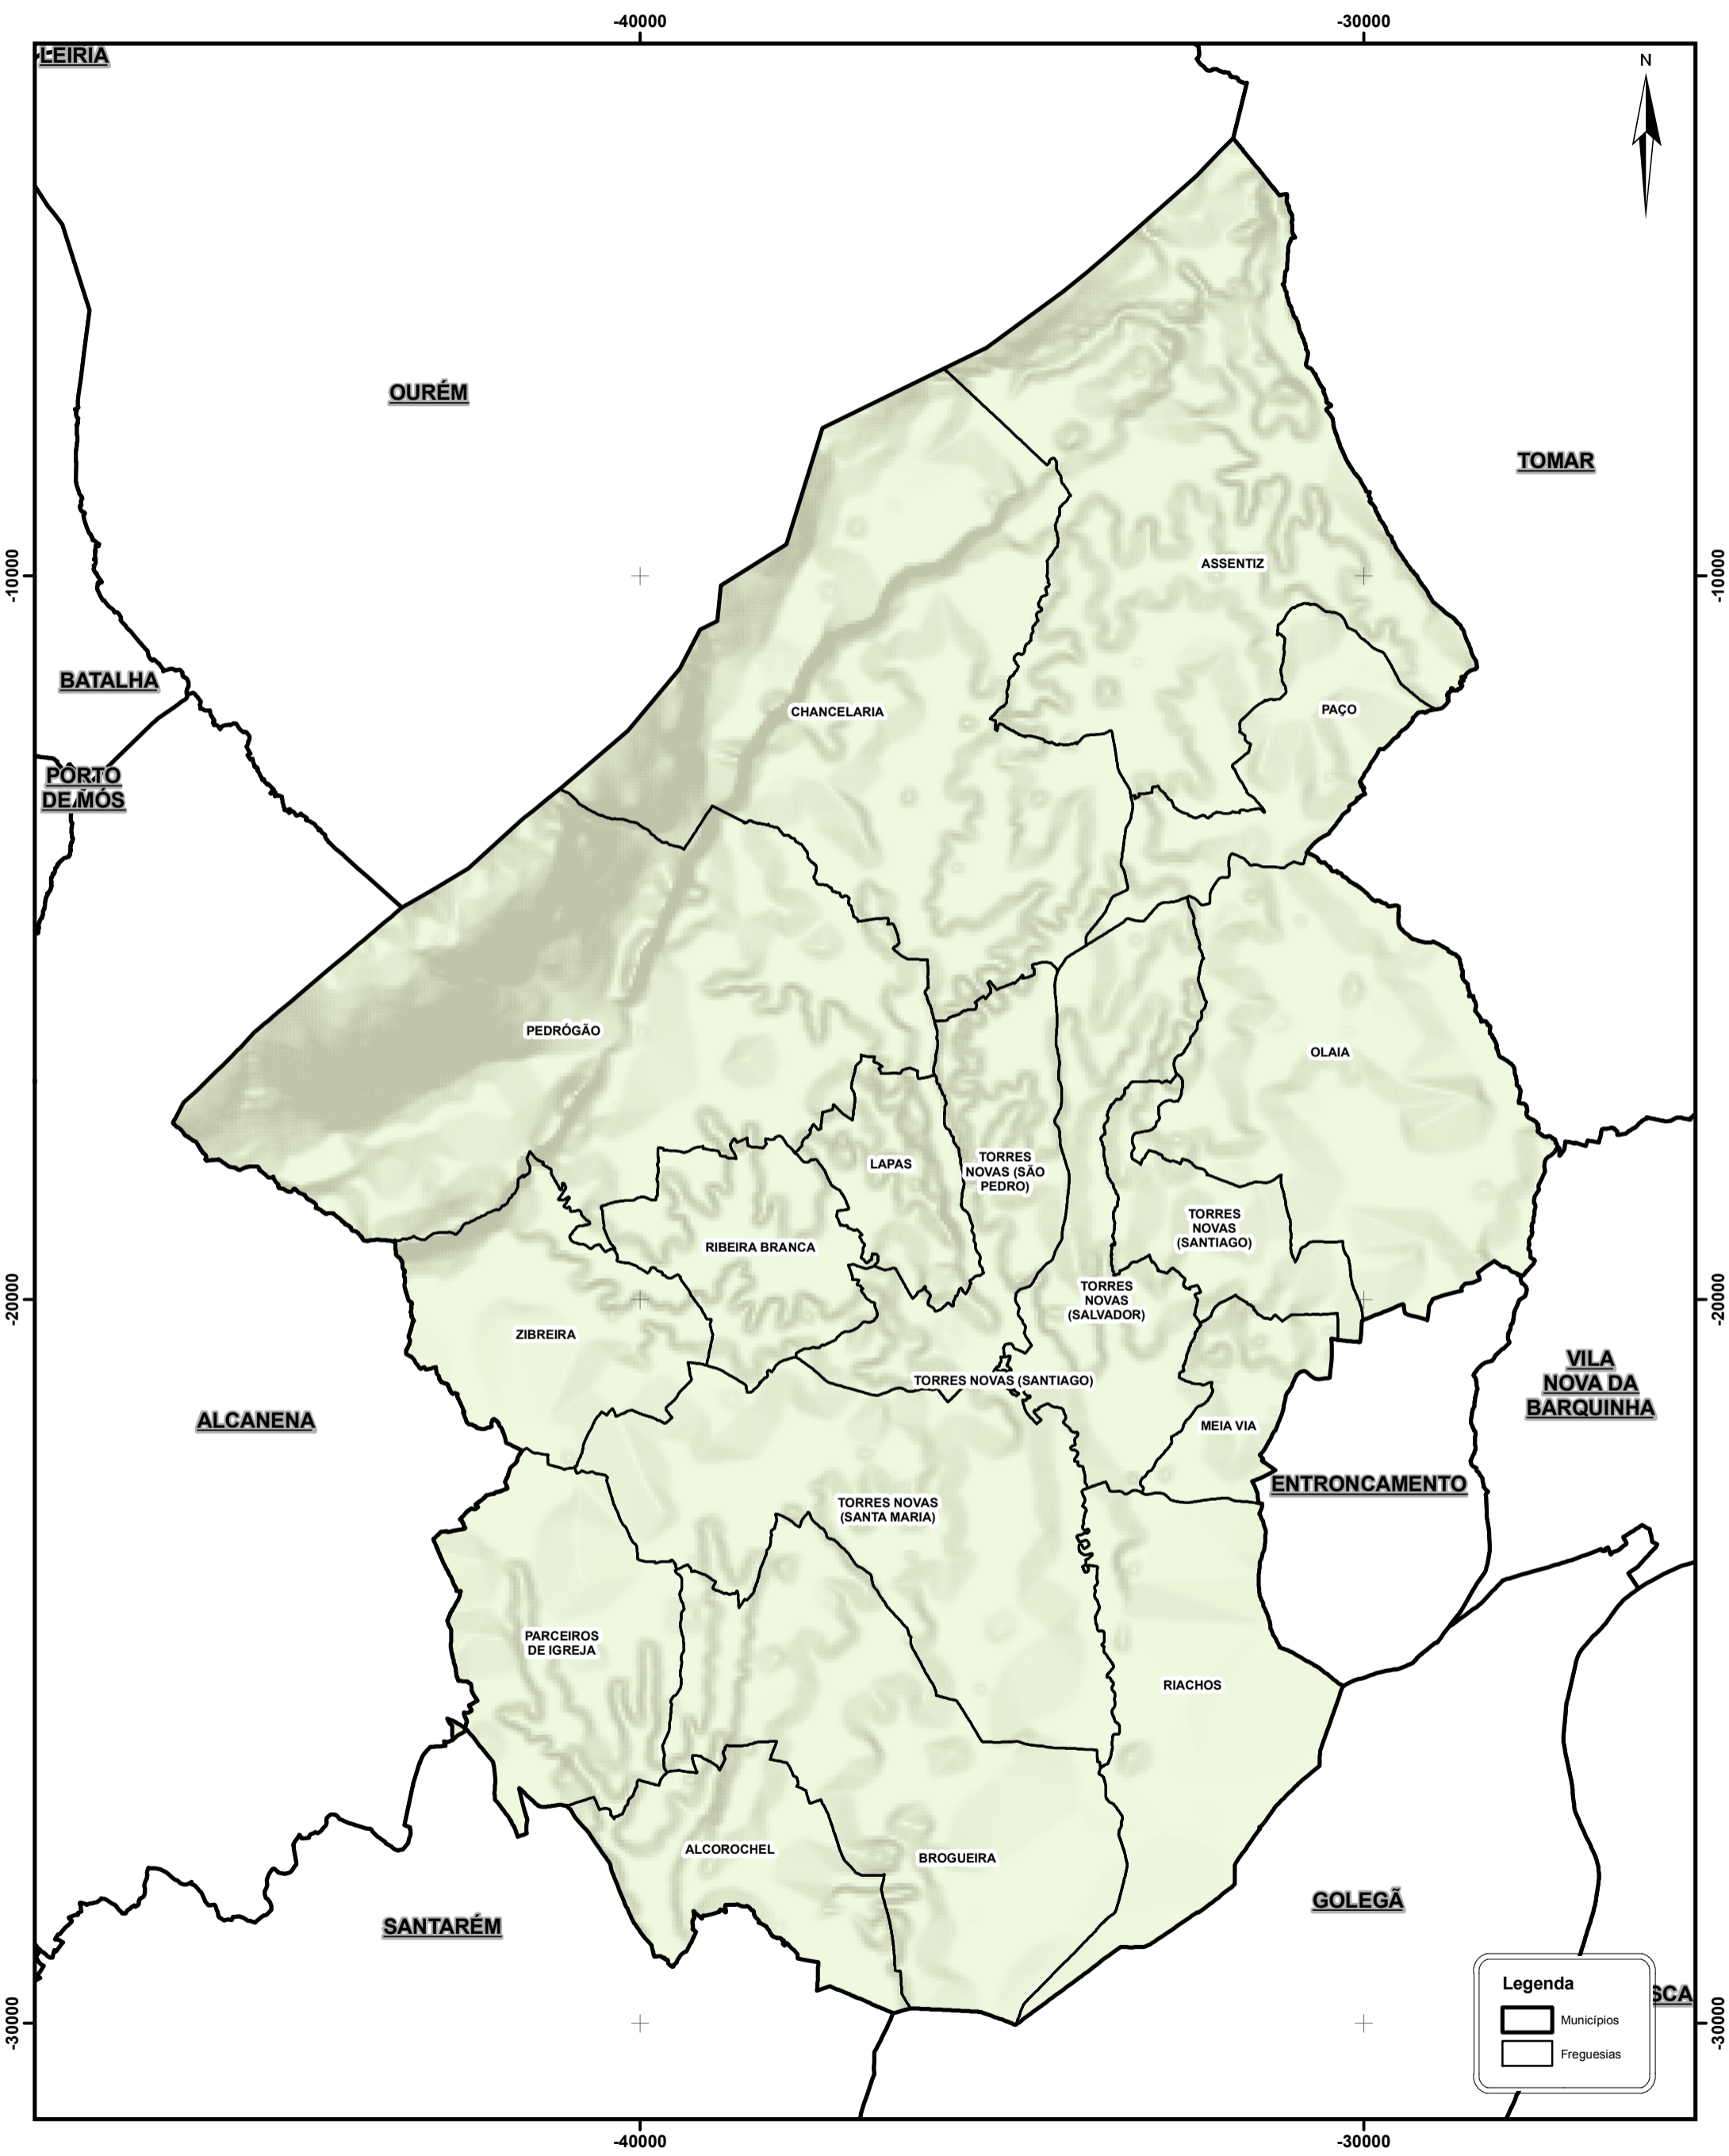 -40000
-30000
LEIRIA
N
OURÉM
TOMAR
-10000
ASSENTIZ
-10000
BATALHA
CHANCELARIA
PAÇO
PORTO
DE MÓS
PEDRÓGÃO
OLAIA
LAPAS
TORRES
NOVAS (SÃO
PEDRO)
TORRES
NOVAS
(SANTIAGO)
RIBEIRA BRANCA
-20000
TORRES
NOVAS
(SALVADOR)
-20000
ZIBREIRA
VILA
NOVA DA
BARQUINHA
TORRES NOVAS (SANTIAGO)
ALCANENA
MEIA VIA
ENTRONCAMENTO
TORRES NOVAS
(SANTA MARIA)
PARCEIROS
DE IGREJA
RIACHOS
ALCOROCHEL
BROGUEIRA
GOLEGÃ
SANTARÉM
Legenda
SCA
Municípios
Freguesias
-30000
-30000
-40000
-30000